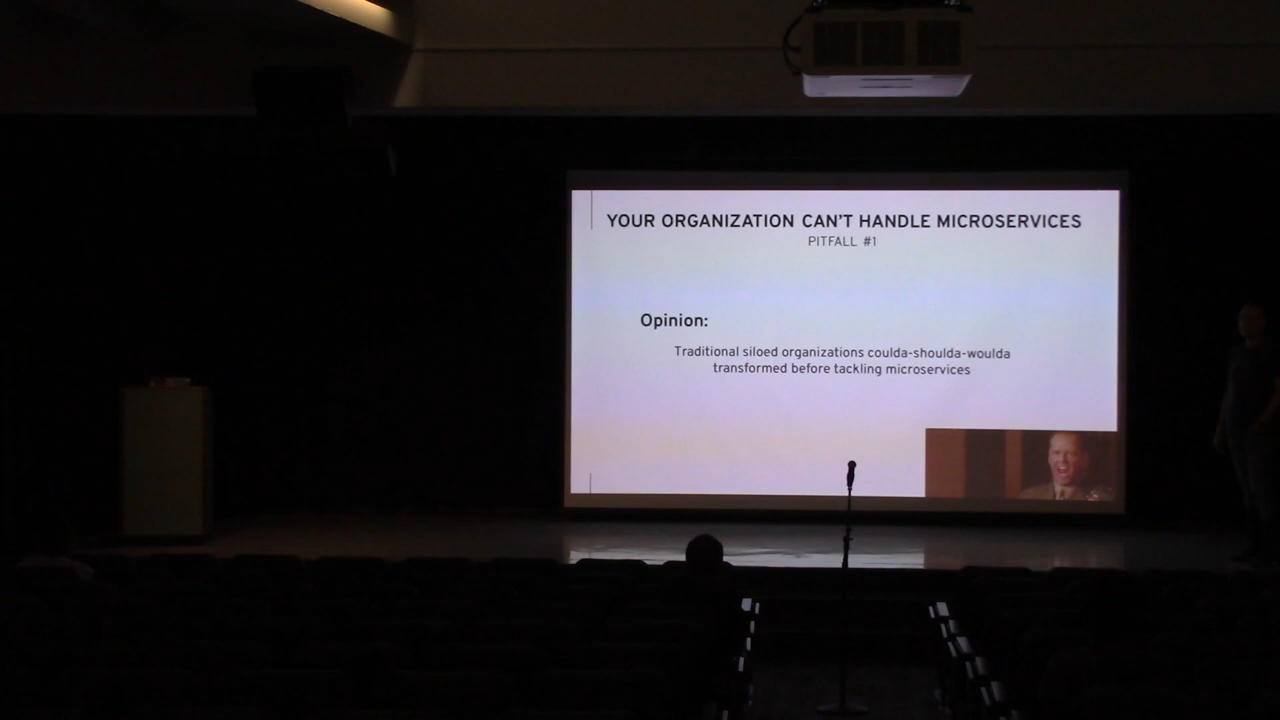 YOUR ORGANIZATION CAN'T HANDLE MICROSERVICES
PITFALL #1
Opinion:
Traditional siloed organizations coulda-shoulda-woulda
transformed before tackling microservices